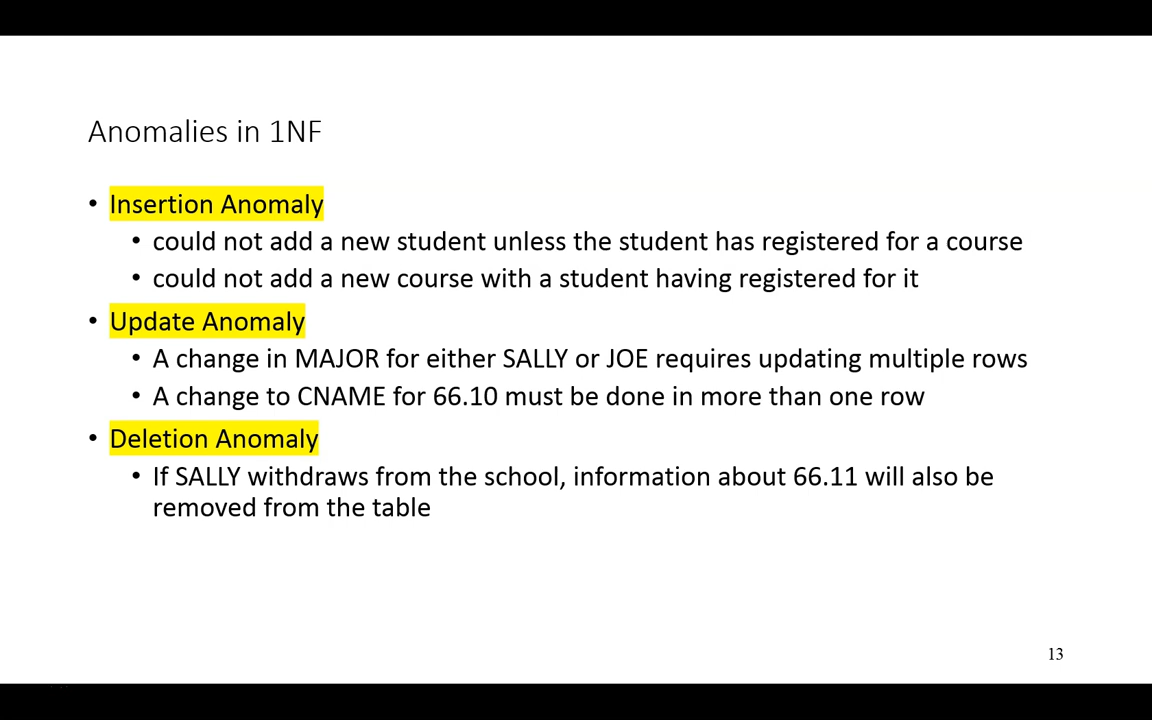 Anomalies in 1NF
• Insertion Anomaly
• could not add a new student unless the student has registered for a course
• could not add a new course with a student having registered for it
• Update Anomaly
• A change in MAJOR for either SALLY or JOE requires updating multiple rows
• A change to CNAME for 66.10 must be done in more than one row
• Deletion Anomaly
• If SALLY withdraws from the school, information about 66.11 will also be
removed from the table
13